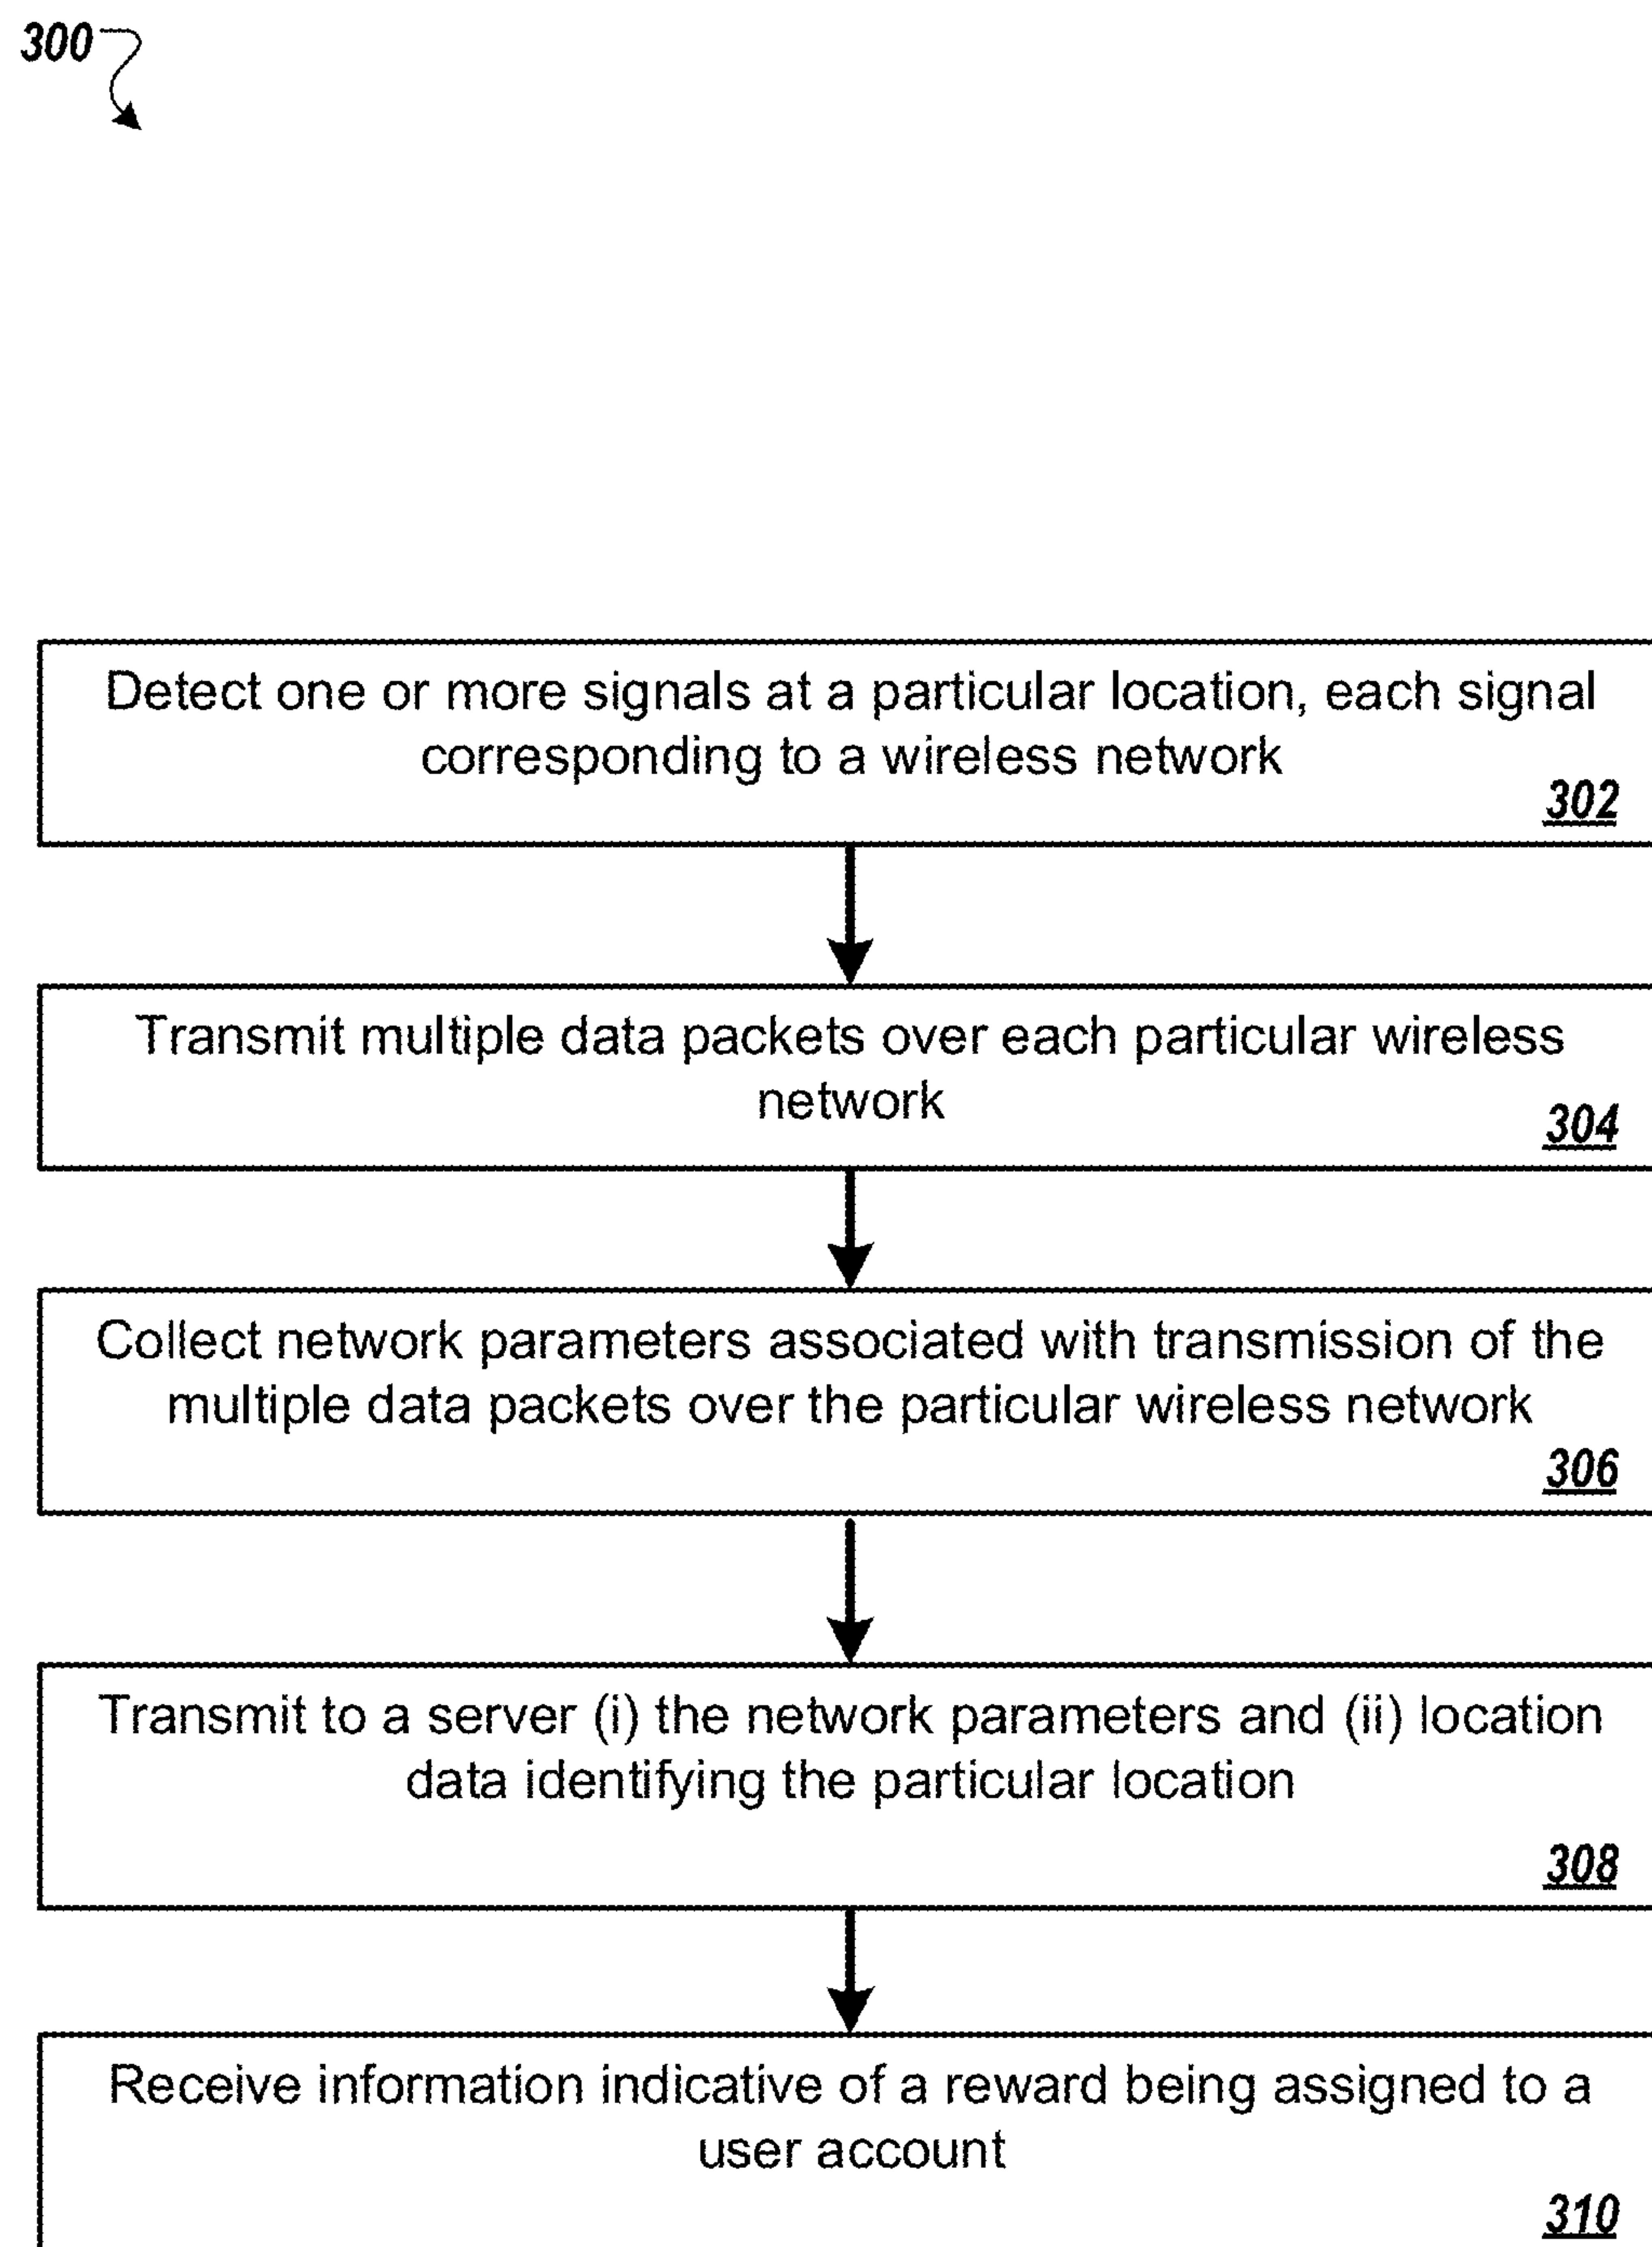 300
Detect one or more signals at a particular location, each signal
corresponding to a wireless network
302
Transmit multiple data packets over each particular wireless
network
304
Collect network parameters associated with transmission of the
multiple data packets over the particular wireless network
306
Transmit to a server (i) the network parameters and (ii) location
data identifying the particular location
308
Receive information indicative of a reward being assigned to a
user account
310